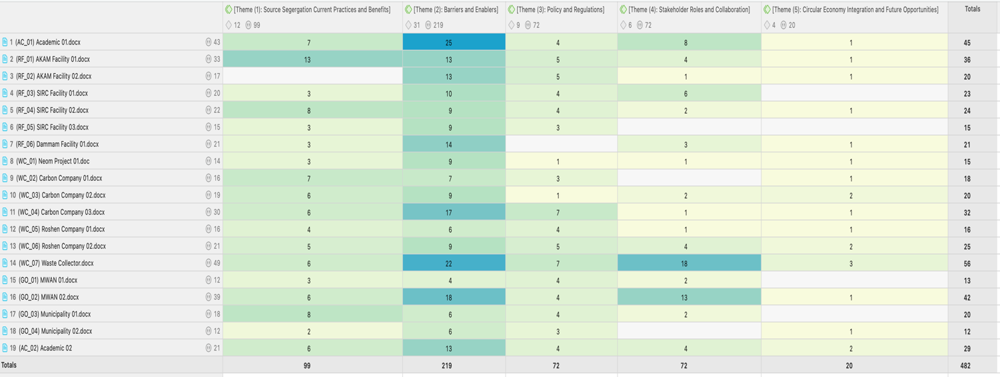 [Theme (1): Source Segergation Current Practices and Benefits] [Theme (2): Barriers and Enablers] [Theme (3): Policy and Regulations] [Theme (4): Stakeholder Roles and Collaboration] [Theme (5): Circular Economy Integration and Future Opportunities] Totals
12 99 31 219 9 72 6 72 4 20
1 (AC_01) Academic 01.docx 43 7 25 4 8 1 45
2 (RF_01) AKAM Facility 01.docx 33 13 13 5 4 1 36
3 (RF_02) AKAM Facility 02.docx 17 13 5 1 1 20
4 (RF_03) SIRC Facility 01.docx 20 3 10 4 6 23
5 (RF_04) SIRC Facility 02.docx 22 8 9 4 2 1 24
6 (RF_05) SIRC Facility 03.docx 15 3 9 3 15
7 (RF_06) Dammam Facility 01.docx 21 3 14 3 1 21
8 (WC_01) Neom Project 01.doc 14 3 9 1 1 1 15
9 (WC_02) Carbon Company 01.docx 16 7 7 3 1 18
10 (WC_03) Carbon Company 02.docx 19 6 9 1 2 2 20
11 (WC_04) Carbon Company 03.docx 30 6 17 7 1 1 32
12 (WC_05) Roshen Company 01.docx 16 4 6 4 1 1 16
13 (WC_06) Roshen Company 02.docx 21 5 9 5 4 2 25
14 (WC_07) Waste Collector.docx 49 6 22 7 18 3 56
15 (GO_01) MWAN 01.docx 12 3 4 4 2 13
16 (GO_02) MWAN 02.docx 39 6 18 4 13 1 42
17 (GO_03) Municipality 01.docx 18 8 6 4 2 20
18 (GO_04) Municipality 02.docx 12 2 6 3 1 12
19 (AC_02) Academic 02 21 6 13 4 4 2 29
Totals 99 219 72 72 20 482